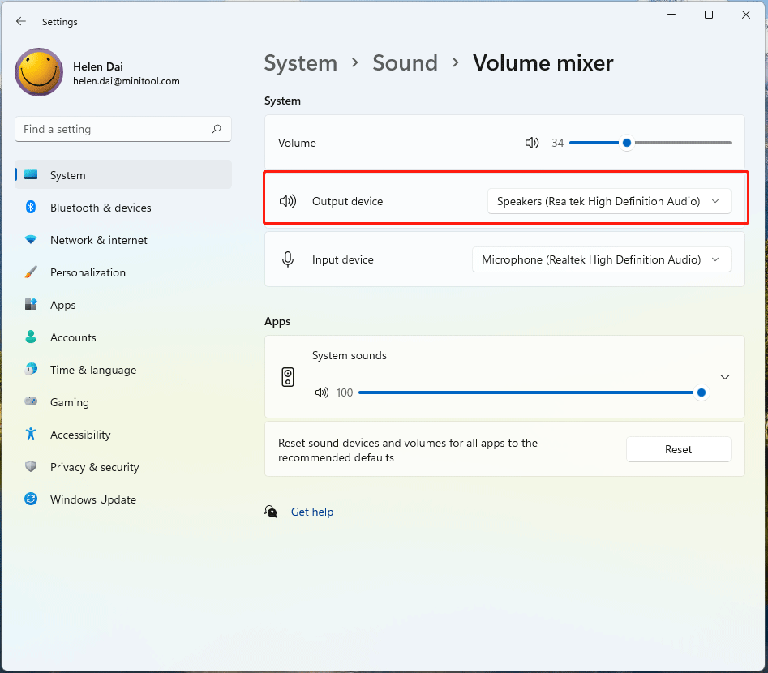 Settings
Helen Dai
helen.dai@minitool.com
Find a setting
System
Bluetooth & devices
Network & internet
Personalization
Apps
Accounts
Time & language
Gaming
Accessibility
Privacy & security
Windows Update
System > Sound > Volume mixer
System
Volume 34
Output device Speakers (Realtek High Definition Audio)
Input device Microphone (Realtek High Definition Audio)
Apps
System sounds
100
Reset sound devices and volumes for all apps to the
recommended defaults
Reset
Get help